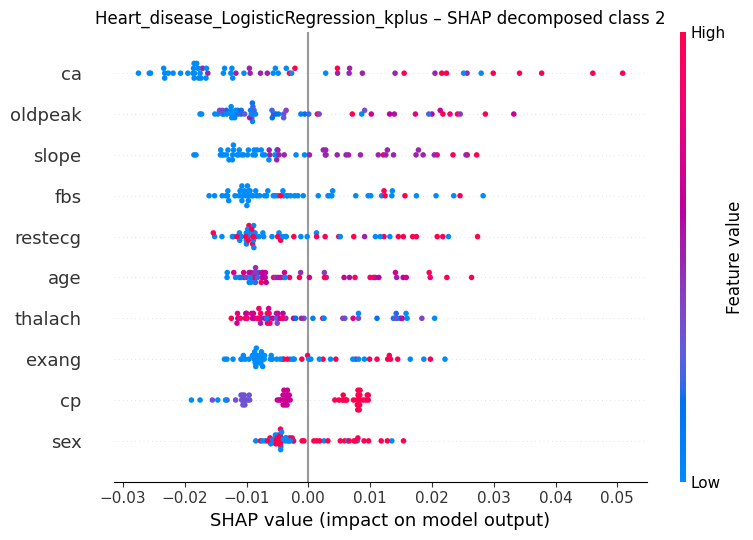 Heart_disease_LogisticRegression_kplus – SHAP decomposed class 2
High
ca
oldpeak
slope
fbs
restecg
age
thalach
exang
cp
sex
Feature value
Low
−0.03 −0.02 −0.01 0.00 0.01 0.02 0.03 0.04 0.05
SHAP value (impact on model output)